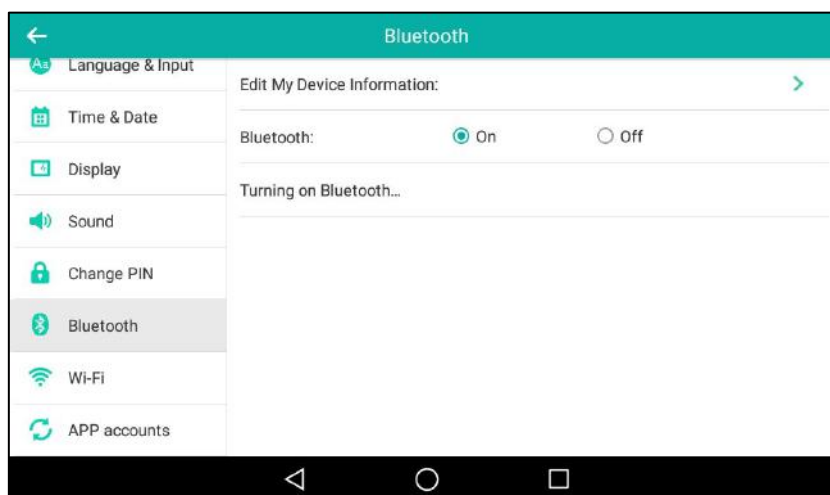 Bluetooth
Aa Language & Input
Time & Date
Display
Sound
Change PIN
Bluetooth
Wi-Fi
APP accounts
Edit My Device Information:
Bluetooth: On Off
Turning on Bluetooth...